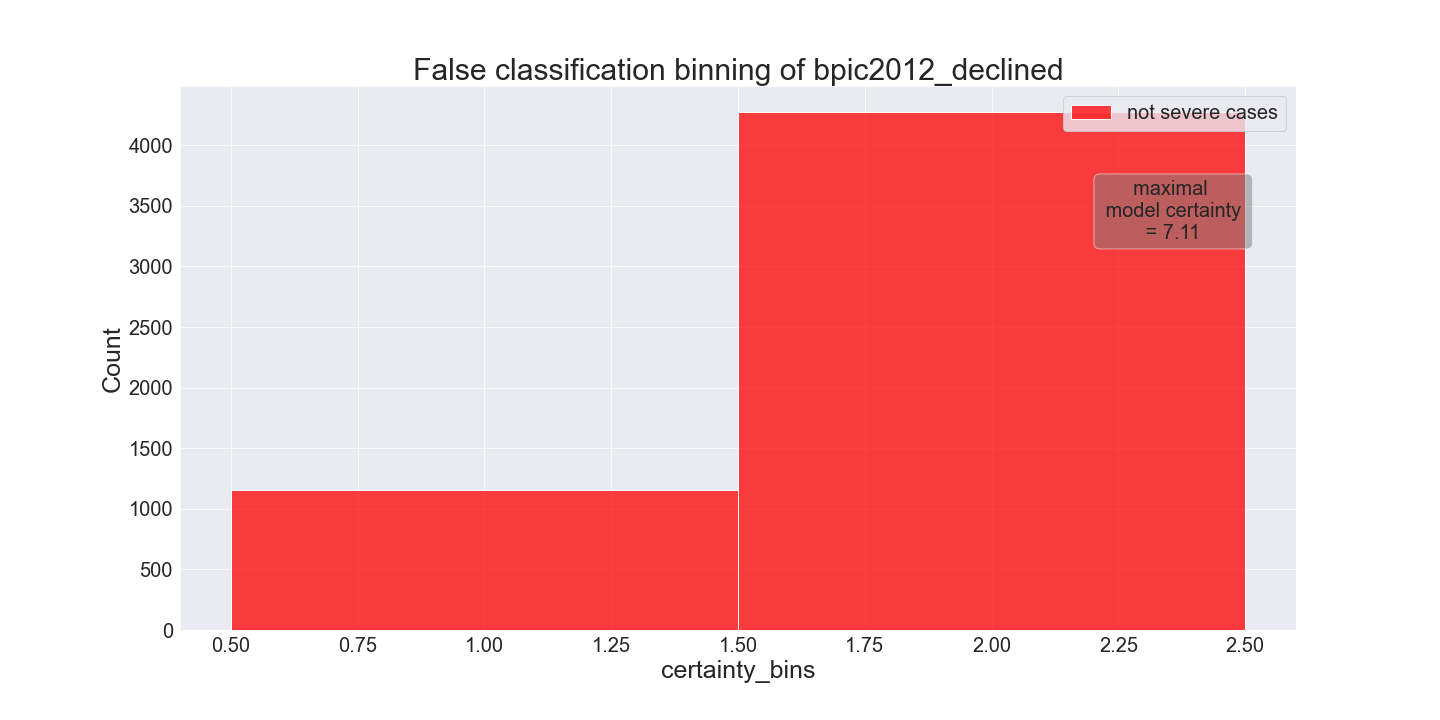 False classification binning of bpic2012_declined
not severe cases
maximal
model certainty
= 7.11
Count
4000
3500
3000
2500
2000
1500
1000
500
0
0.50 0.75 1.00 1.25 1.50 1.75 2.00 2.25 2.50
certainty_bins